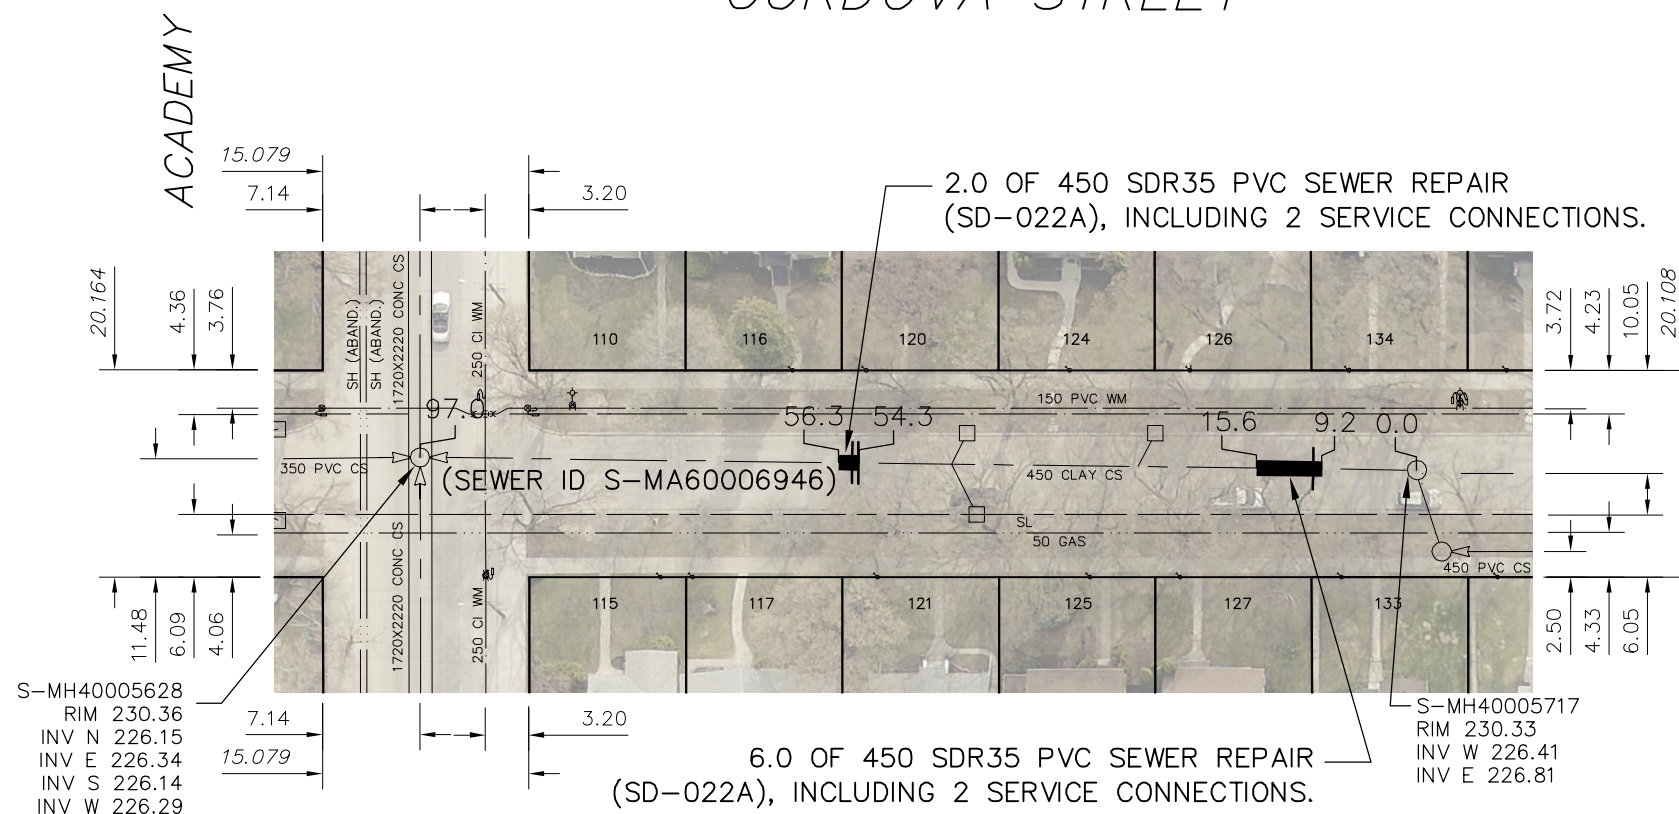 CORDOVA STREET
ACADEMY
15.079
7.14
3.20
2.0 OF 450 SDR35 PVC SEWER REPAIR
(SD-022A), INCLUDING 2 SERVICE CONNECTIONS.
20.164
4.36
3.76
3.72
4.23
10.05
20.108
SH (ABAND.)
SH (ABAND.)
1720X2220 CONC CS
250 CI WM
110
116
120
124
126
134
150 PVC WM
97.0
56.3
54.3
15.6
9.2
0.0
350 PVC CS
(SEWER ID S-MA60006946)
450 CLAY CS
SL
50 GAS
450 PVC CS
1720X2220 CONC CS
250 CI WM
115
117
121
125
127
133
11.48
6.09
4.06
2.50
4.33
6.05
S-MH40005628
RIM 230.36
INV N 226.15
INV E 226.34
INV S 226.14
INV W 226.29
7.14
3.20
15.079
6.0 OF 450 SDR35 PVC SEWER REPAIR
(SD-022A), INCLUDING 2 SERVICE CONNECTIONS.
S-MH40005717
RIM 230.33
INV W 226.41
INV E 226.81